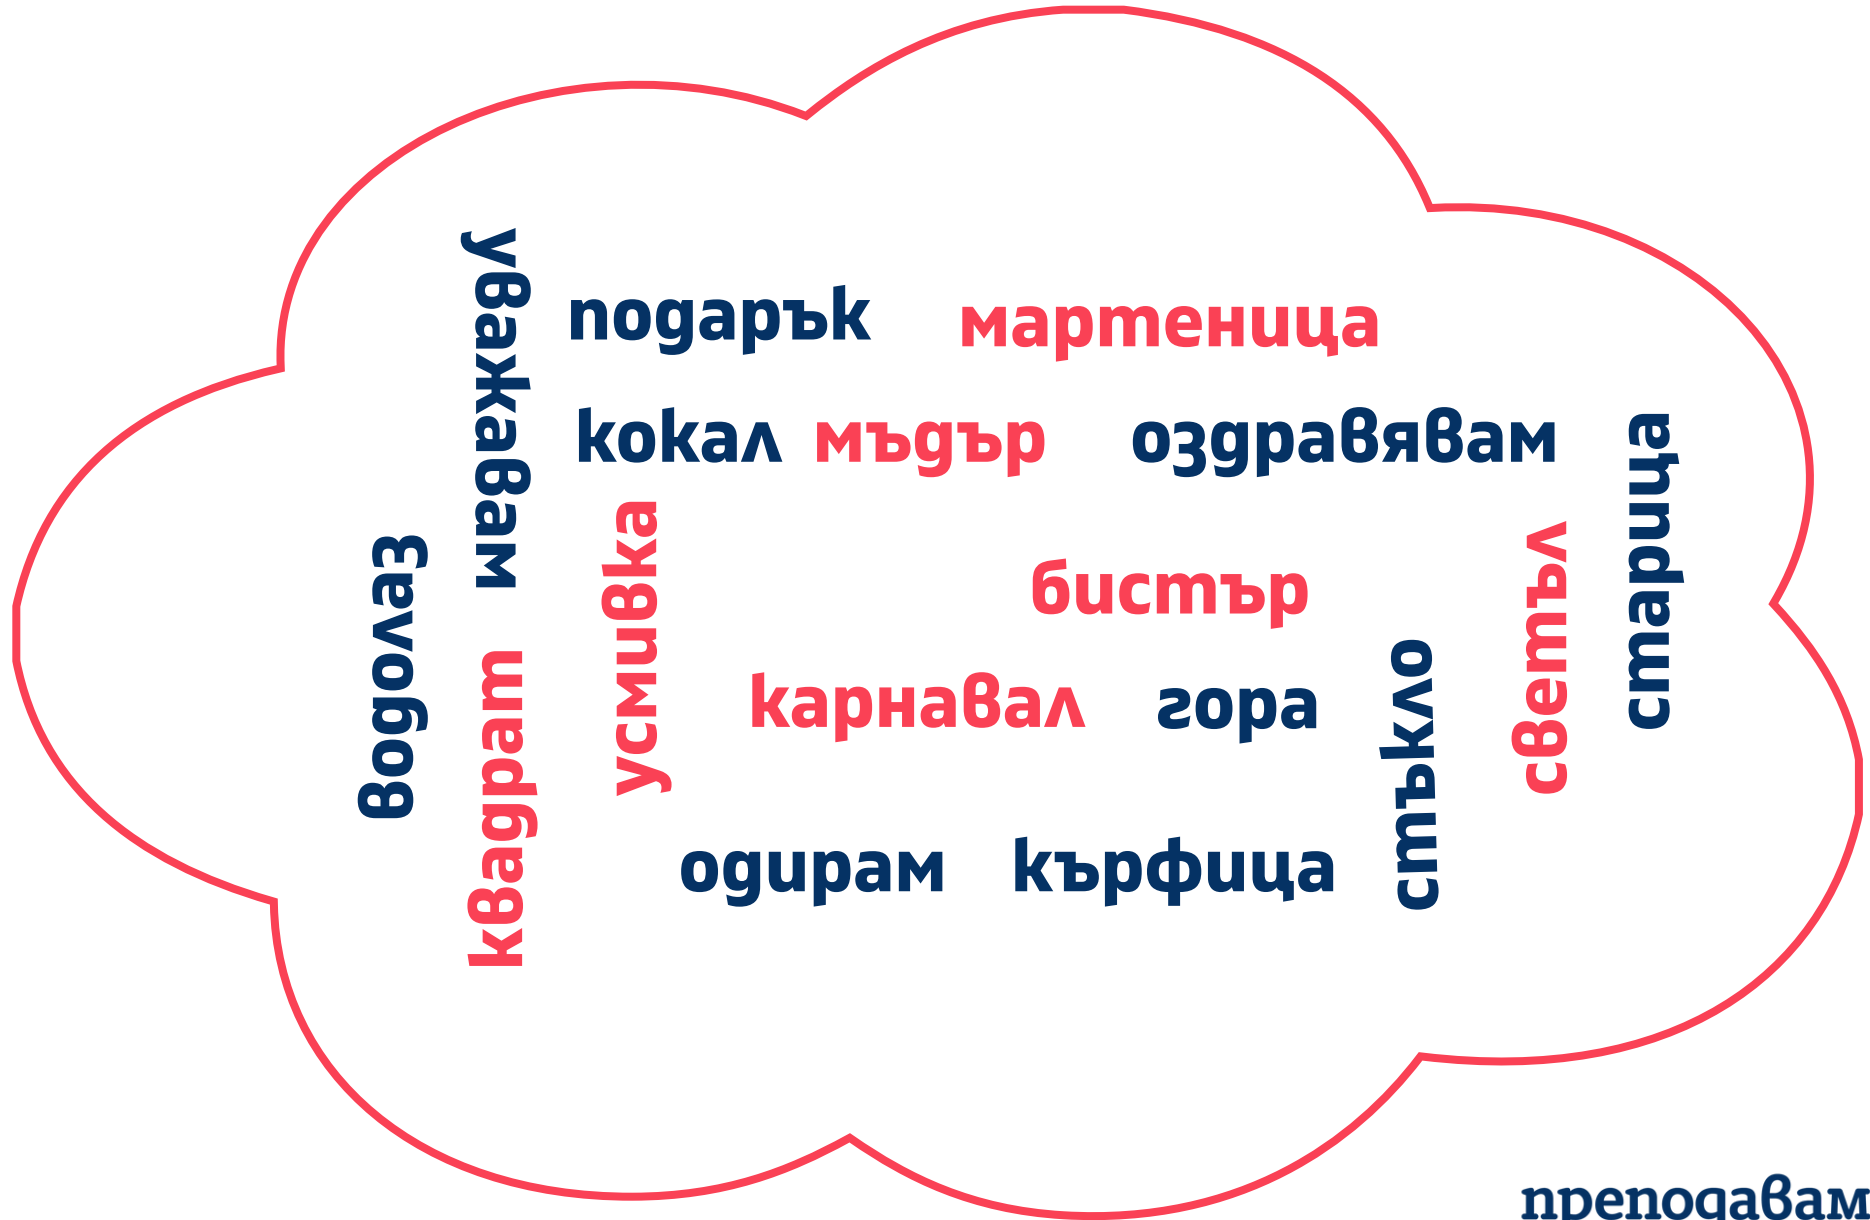 уважавам
подарък
мартеница
кокал
мъдър
оздравявам
старица
водолаз
усмивка
бистър
светъл
квадрат
карнавал
гора
стъкло
одирам
кърфица
преподавам